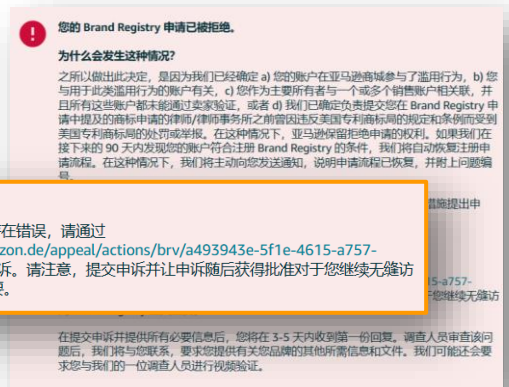 您的 Brand Registry 申请已被拒绝。
为什么会发生这种情况?
之所以做出此决定,是因为我们已经确定 a) 您的账户在亚马逊商城参与了滥用行为,b) 您
与用于此类滥用行为的账户有关,c) 您作为主要所有者与一个或多个销售账户相关联,并
且所有这些账户都未能通过卖家验证,或者 d) 我们已确定负责提交您在 Brand Registry 申
请中提及的商标申请的律师/律师事务所之前曾因违反美国专利商标局的规定和条例而受到
美国专利商标局的处罚或举报。在这种情况下,亚马逊保留拒绝申请的权利。如果我们在
接下来的 90 天内发现您的账户符合注册 Brand Registry 的条件,我们将自动恢复注册申
请流程。在这种情况下,我们将主动向您发送通知,说明申请流程已恢复,并附上问题编
号。
措施提出申
在错误,请通过
zon.de/appeal/actions/brv/a493943e-5f1e-4615-a757-
诉。请注意,提交申诉并让申诉随后获得批准对于您继续无缝访
要。
15-a757-
于您继续无缝访
在提交申诉并提供所有必要信息后,您将在 3-5 天内收到第一份回复。调查人员审查该问
题后,我们将与您联系,要求您提供有关您品牌的其他所需信息和文件。我们可能还会要
求您与我们的一位调查人员进行视频验证。